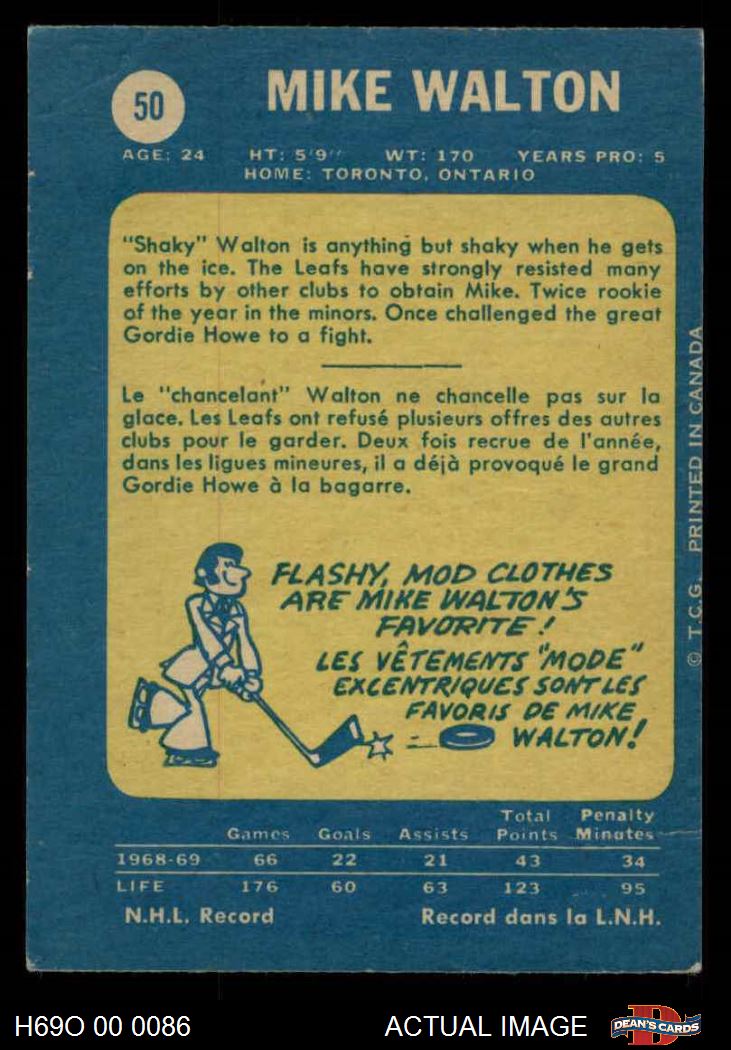 50
MIKE WALTON
AGE: 24 HT: 5'9" WT: 170 YEARS PRO: 5
HOME: TORONTO, ONTARIO
"Shaky" Walton is anything but shaky when he gets
on the ice. The Leafs have strongly resisted many
efforts by other clubs to obtain Mike. Twice rookie
of the year in the minors. Once challenged the great
Gordie Howe to a fight.
Le "chancelant" Walton ne chancelle pas sur la
glace. Les Leafs ont refusé plusieurs offres des autres
clubs pour le garder. Deux fois recrue de l'année,
dans les ligues mineures, il a déjà provoqué le grand
Gordie Howe à la bagarre.
FLASHY, MOD CLOTHES
ARE MIKE WALTON'S
FAVORITE!
LES VÊTEMENTS "MODE"
EXCENTRIQUES SONT LES
FAVORIS DE MIKE
WALTON!
© T.C.G. PRINTED IN CANADA
Total Penalty
Games Goals Assists Points Minutes
1968-69 66 22 21 43 34
LIFE 176 60 63 123 95
N.H.L. Record Record dans la L.N.H.
H69O 00 0086 ACTUAL IMAGE
D
DEAN'S CARDS